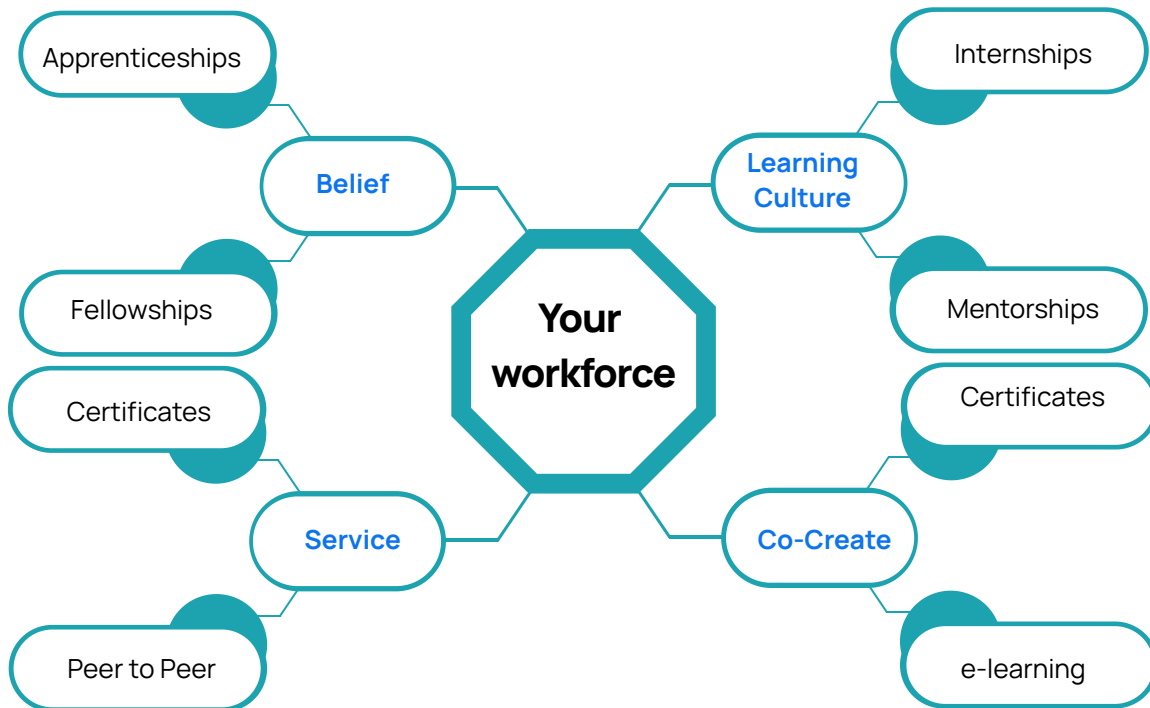 Apprenticeships
Internships
Belief
Learning
Culture
Fellowships
Your
workforce
Mentorships
Certificates
Certificates
Service
Co-Create
Peer to Peer
e-learning